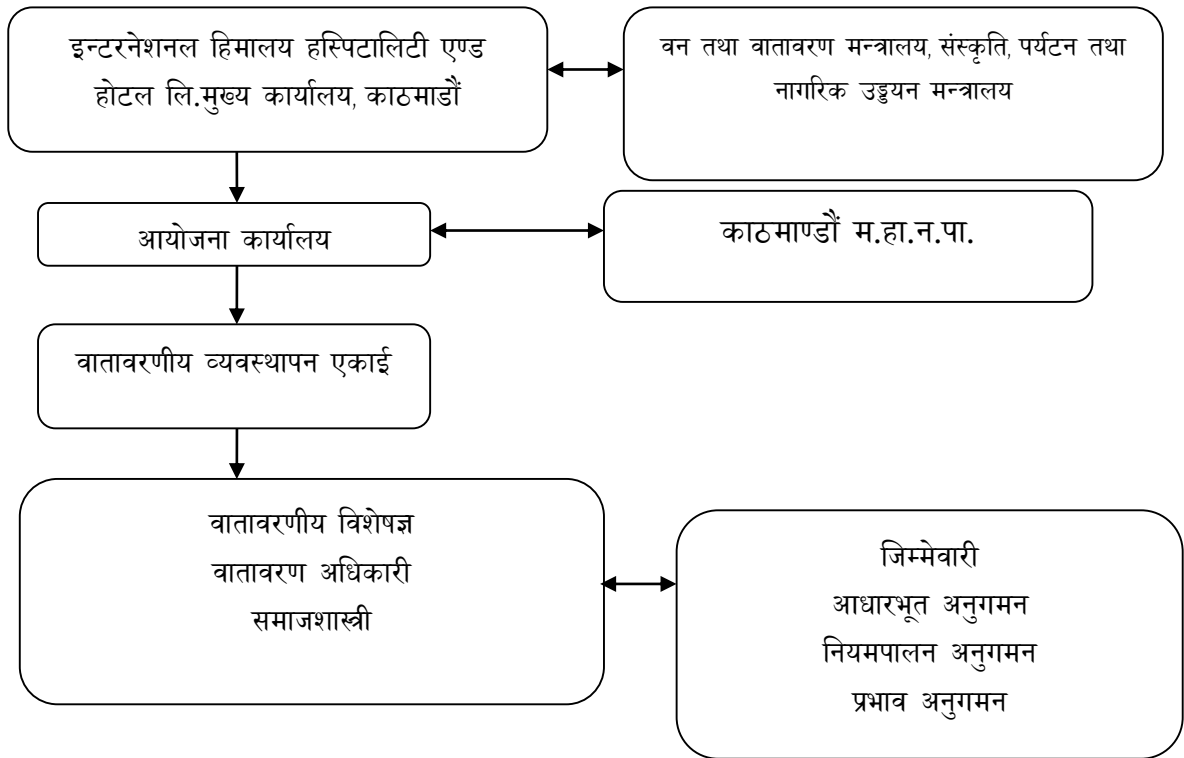 इन्टरनेशनल हिमालय हस्पिटालिटी एण्ड
होटल लि.मुख्य कार्यालय, काठमाडौं
वन तथा वातावरण मन्त्रालय, संस्कृति, पर्यटन तथा
नागरिक उड्डयन मन्त्रालय
आयोजना कार्यालय
काठमाण्डौं म.हा.न.पा.
वातावरणीय व्यवस्थापन एकाई
वातावरणीय विशेषज्ञ
वातावरण अधिकारी
समाजशास्त्री
जिम्मेवारी
आधारभूत अनुगमन
नियमपालन अनुगमन
प्रभाव अनुगमन